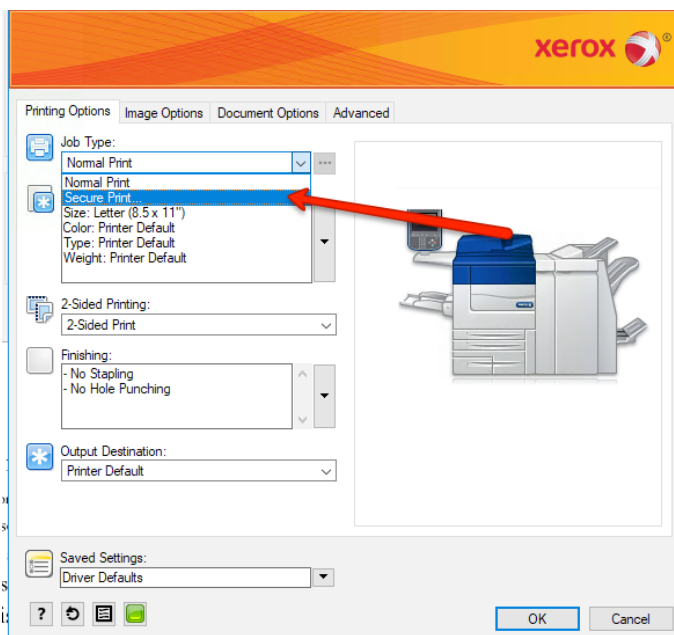 xerox
Printing Options Image Options Document Options Advanced
Job Type:
Normal Print
Normal Print
Secure Print...
Size: Letter (8.5 x 11")
Color: Printer Default
Type: Printer Default
Weight: Printer Default
2-Sided Printing:
2-Sided Print
Finishing:
- No Stapling
- No Hole Punching
Output Destination:
Printer Default
Saved Settings:
Driver Defaults
?
OK Cancel